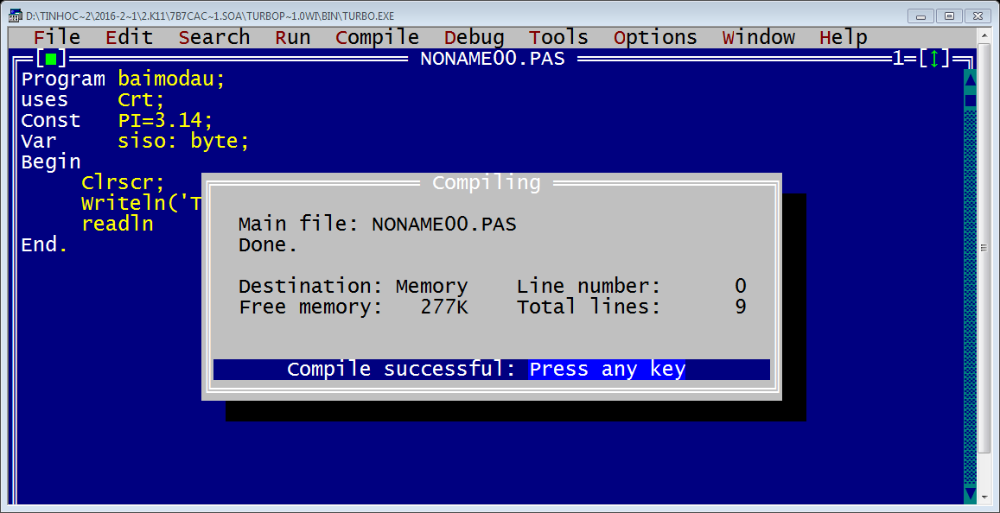 D:\TINHOC~2\2016-2~1\2.K11\7B7CAC~1.SOA\TURBOP~1.0WI\BIN\TURBO.EXE
File Edit Search Run Compile Debug Tools Options Window Help
NONAME00.PAS 1=[↕]
Program baimodau;
uses Crt;
Const PI=3.14;
Var siso: byte;
Begin
Clrscr;
Writeln('T
readln
End.
Compiling
Main file: NONAME00.PAS
Done.
Destination: Memory Line number: 0
Free memory: 277K Total lines: 9
Compile successful: Press any key